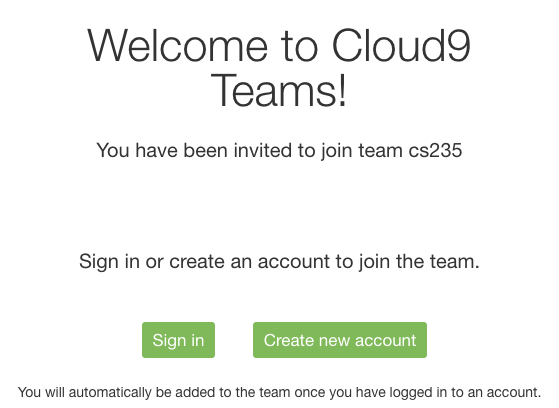 Welcome to Cloud9
Teams!
You have been invited to join team cs235
Sign in or create an account to join the team.
Sign in
Create new account
You will automatically be added to the team once you have logged in to an account.